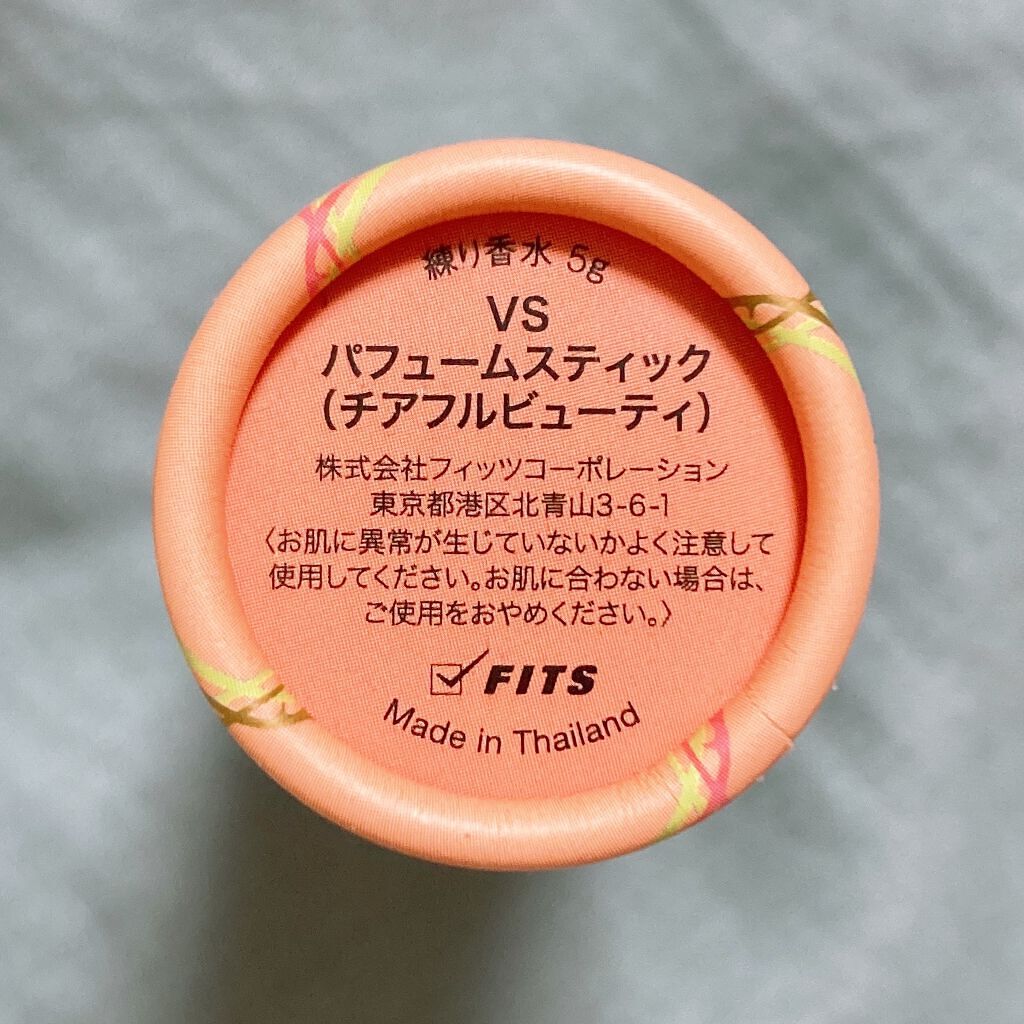 練り香水 5g
VS
パフュームスティック
(チアフルビューティ)
株式会社フィッツコーポレーション
東京都港区北青山3-6-1
〈お肌に異常が生じていないかよく注意して
使用してください。お肌に合わない場合は、
ご使用をおやめください。〉
FITS
Made in Thailand